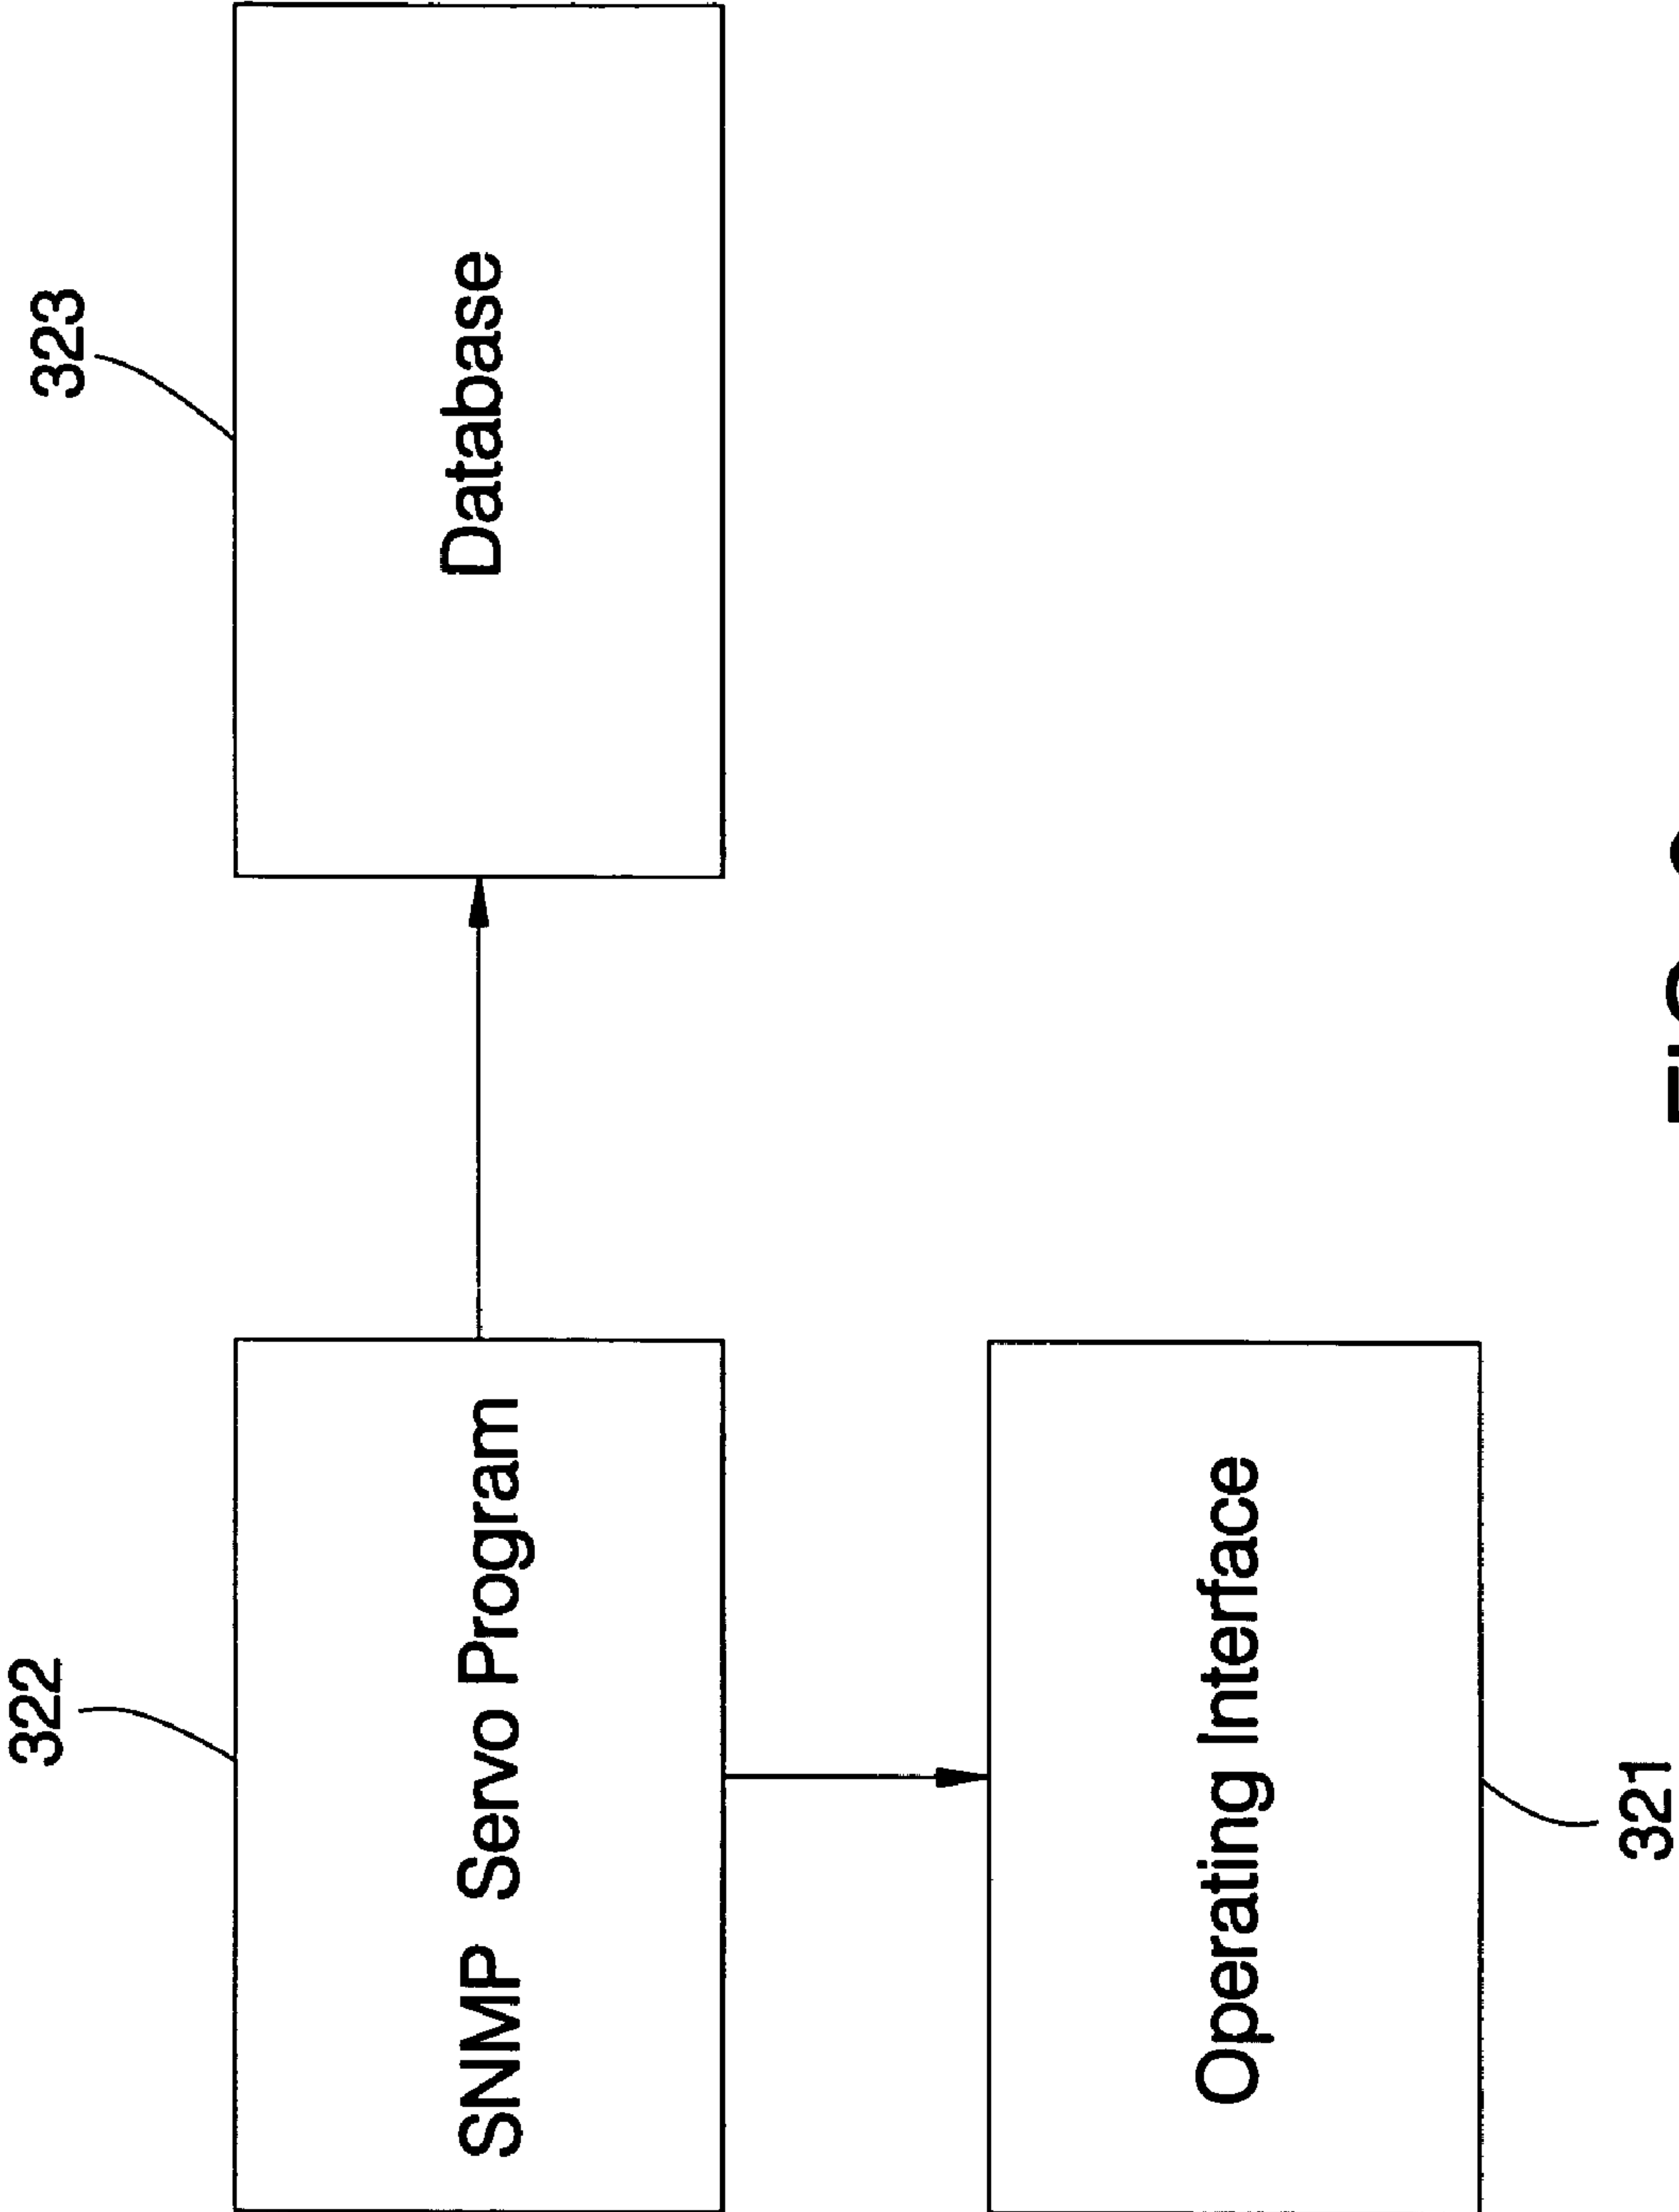 322
323
SNMP Servo Program
Database
Operating Interface
321